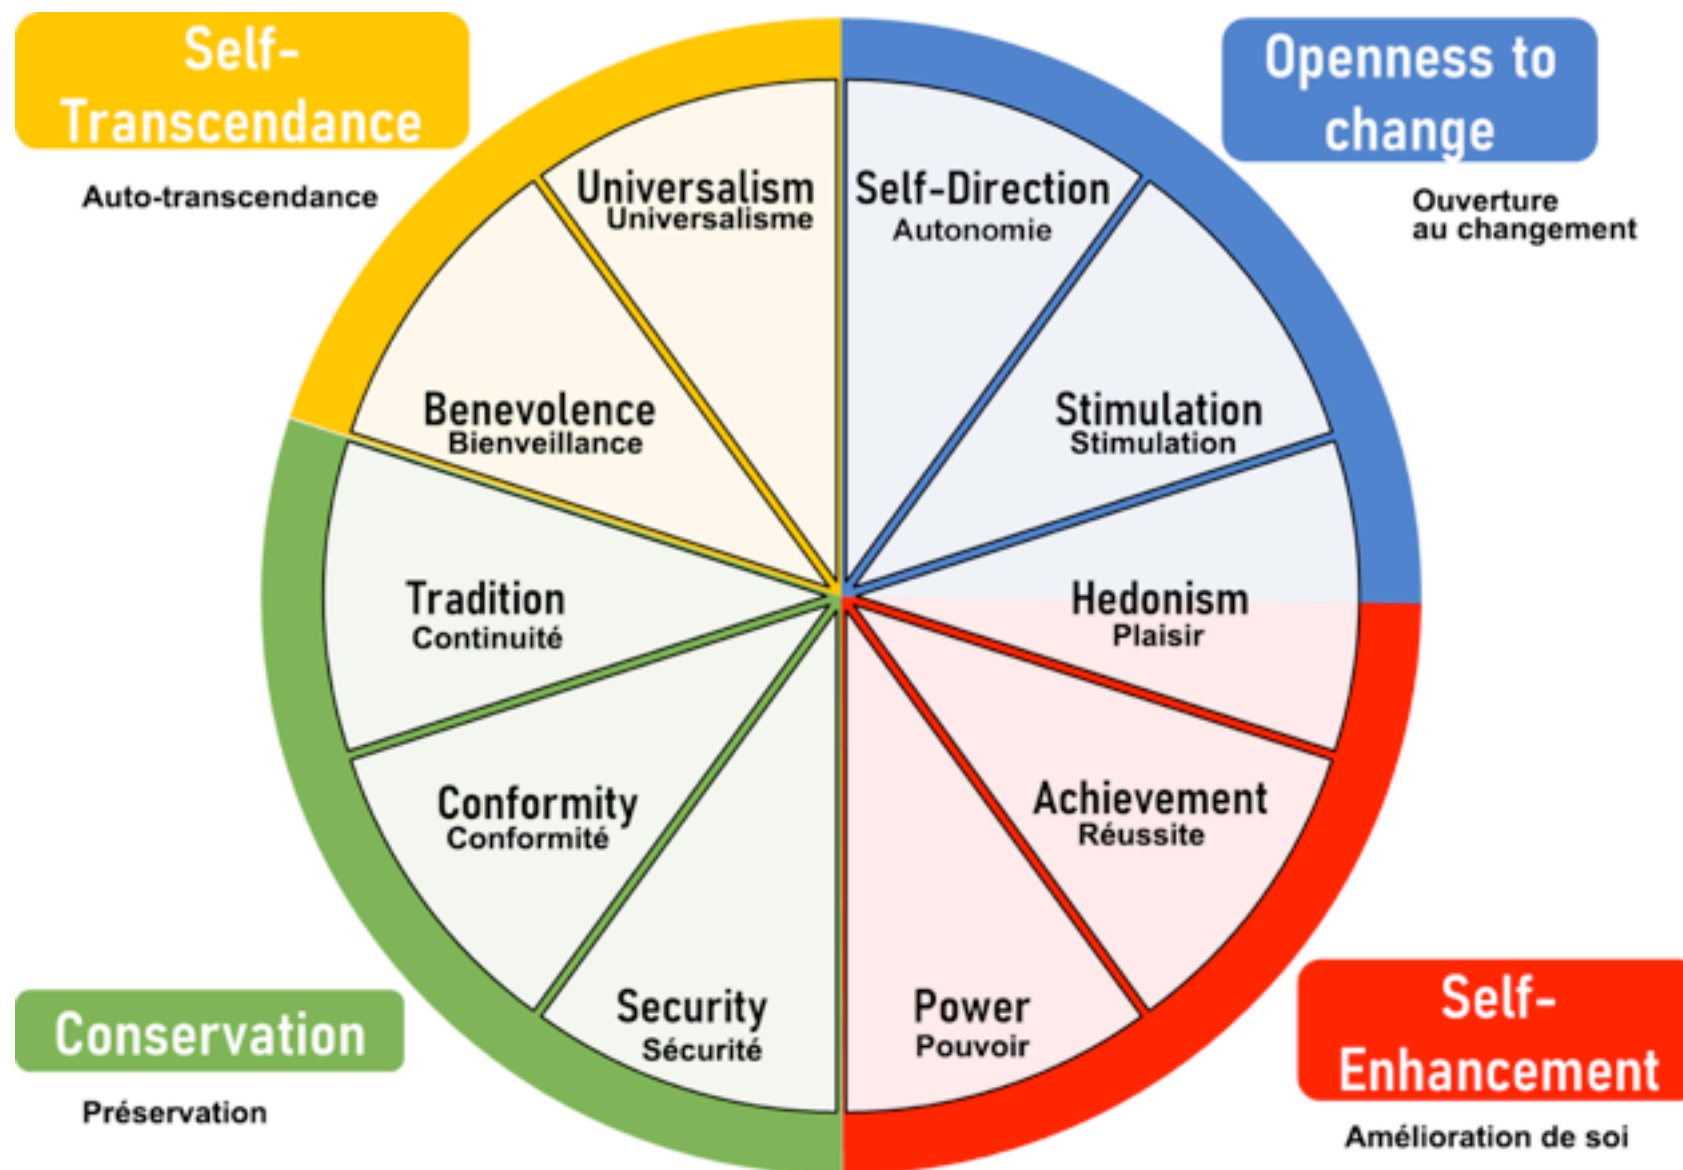 Self-
Transcendance
Auto-transcendance
Openness to
change
Ouverture
au changement
Universalism
Universalisme
Self-Direction
Autonomie
Benevolence
Bienveillance
Stimulation
Stimulation
Tradition
Continuité
Hedonism
Plaisir
Conformity
Conformité
Achievement
Réussite
Security
Sécurité
Power
Pouvoir
Conservation
Préservation
Self-
Enhancement
Amélioration de soi